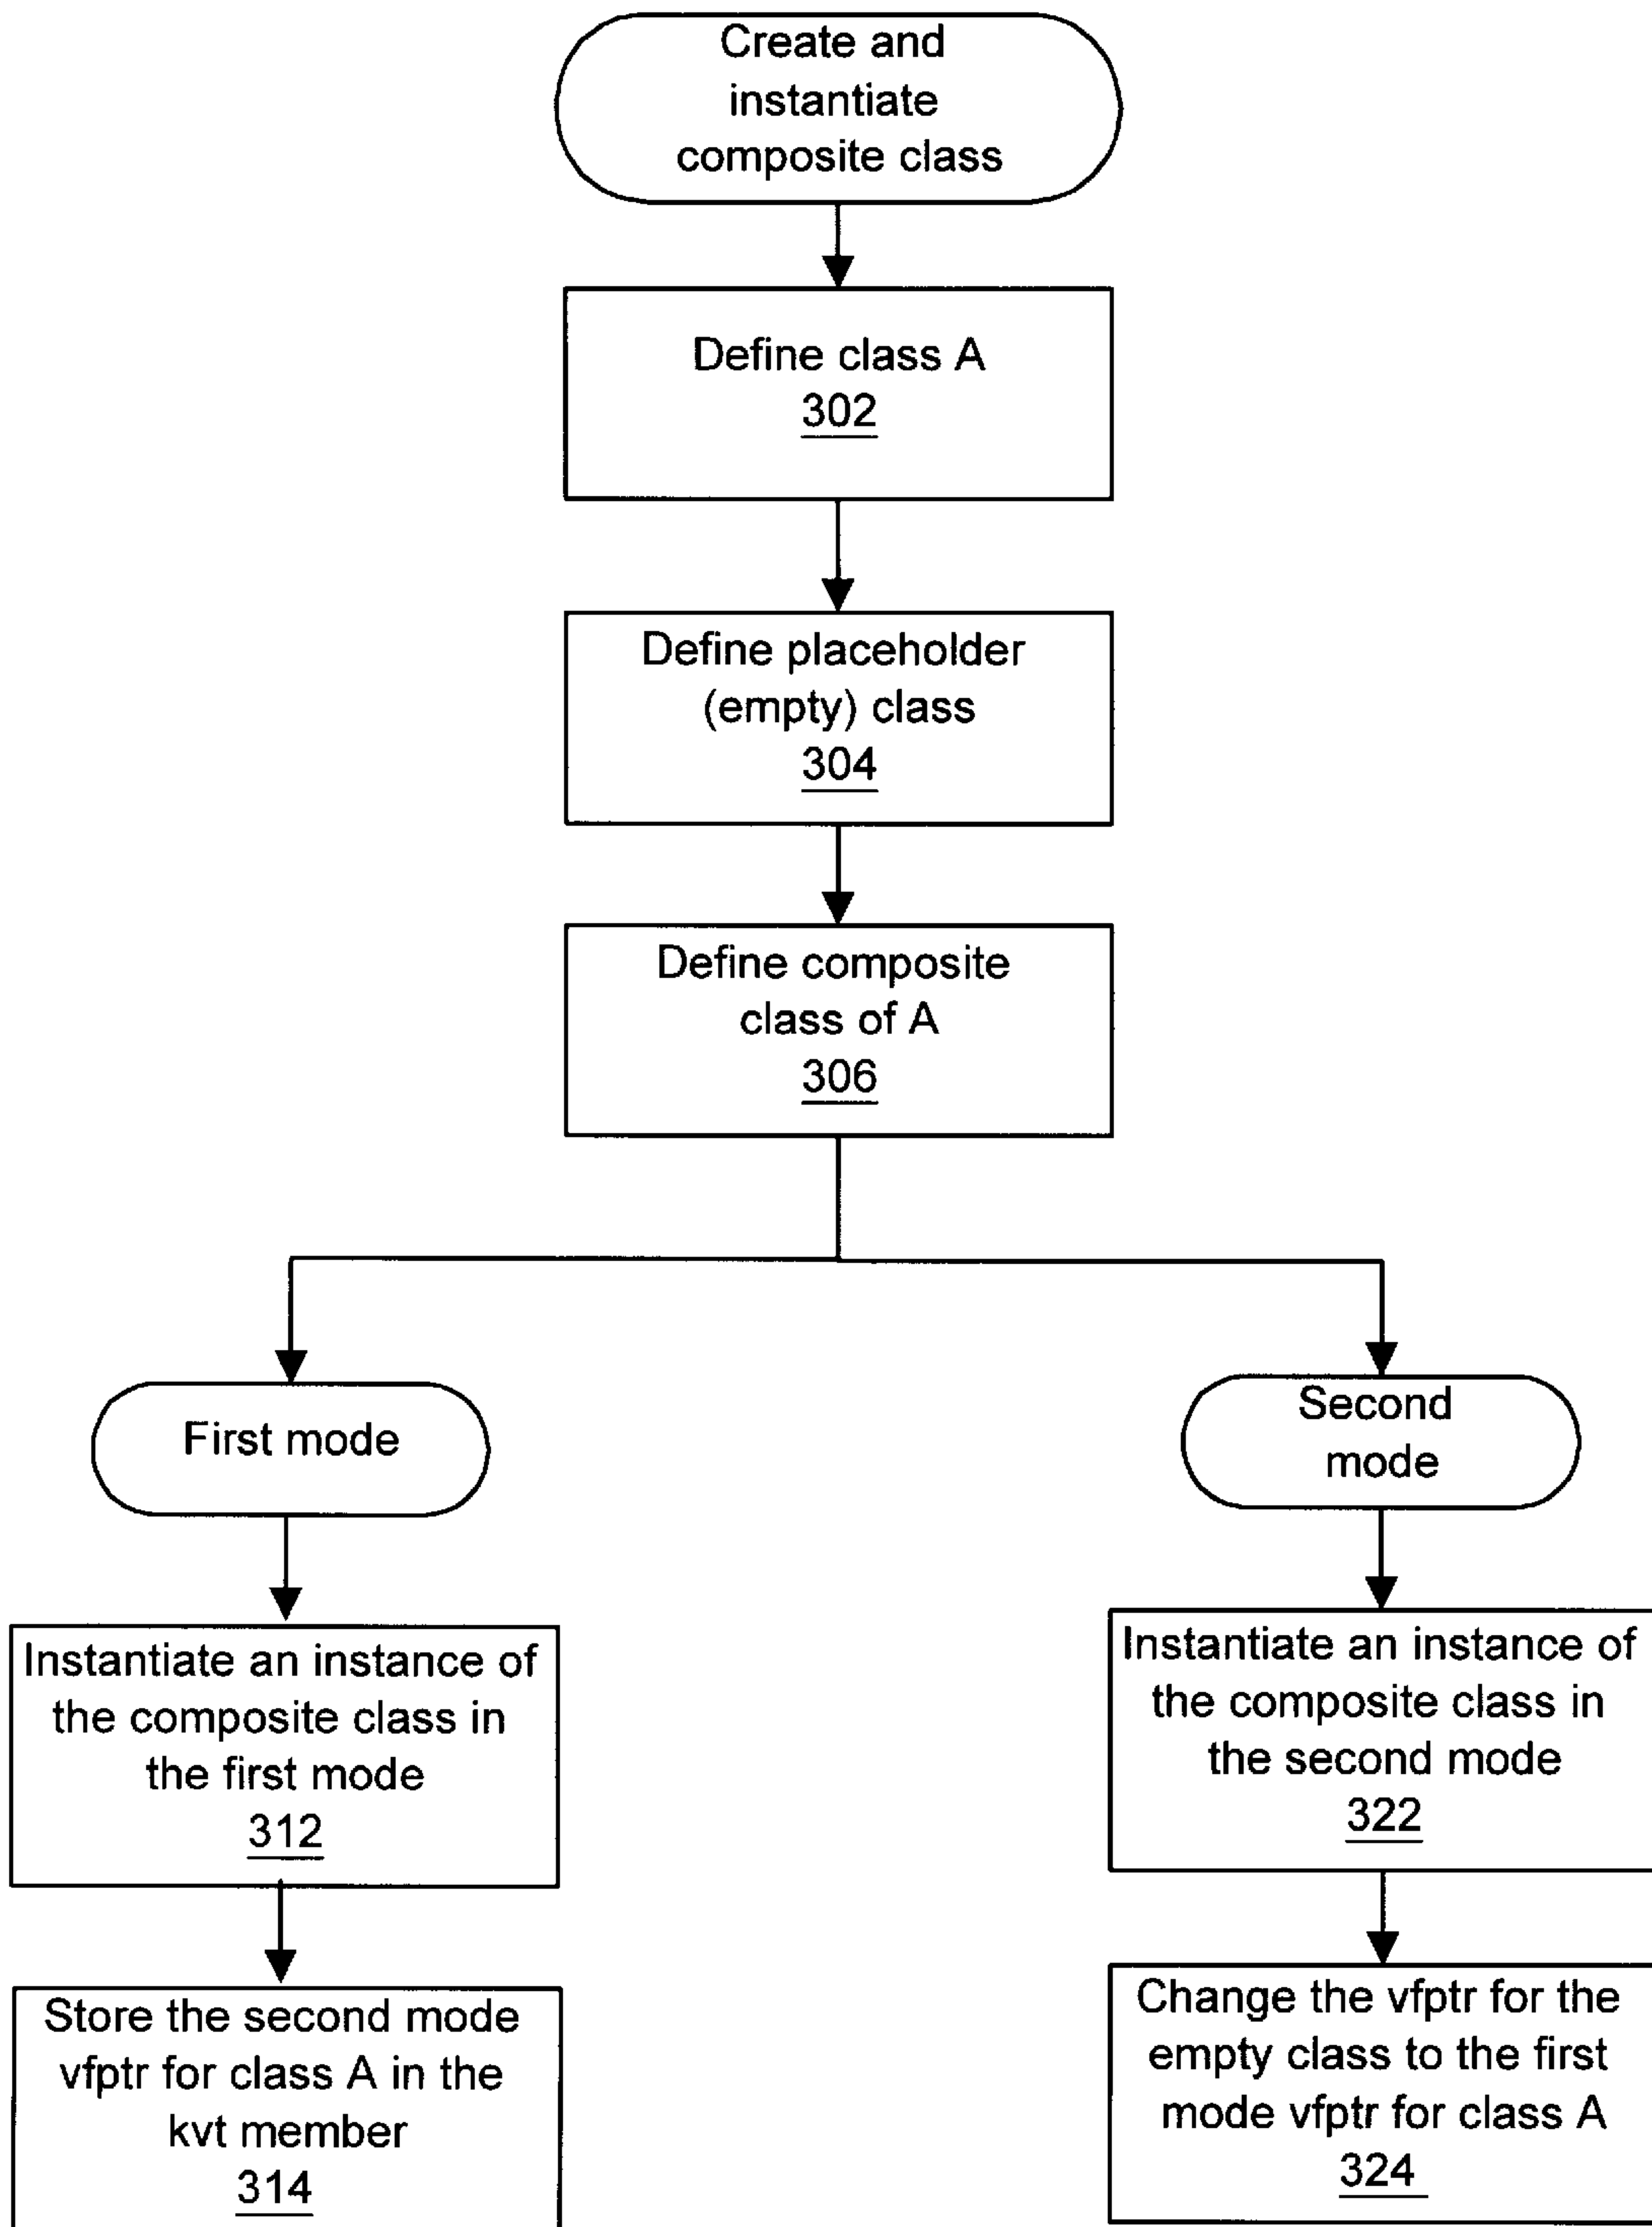 Create and
instantiate
composite class
Define class A
302
Define placeholder
(empty) class
304
Define composite
class of A
306
First mode
Second
mode
Instantiate an instance of
the composite class in
the first mode
312
Instantiate an instance of
the composite class in
the second mode
322
Store the second mode
vfptr for class A in the
kvt member
314
Change the vfptr for the
empty class to the first
mode vfptr for class A
324